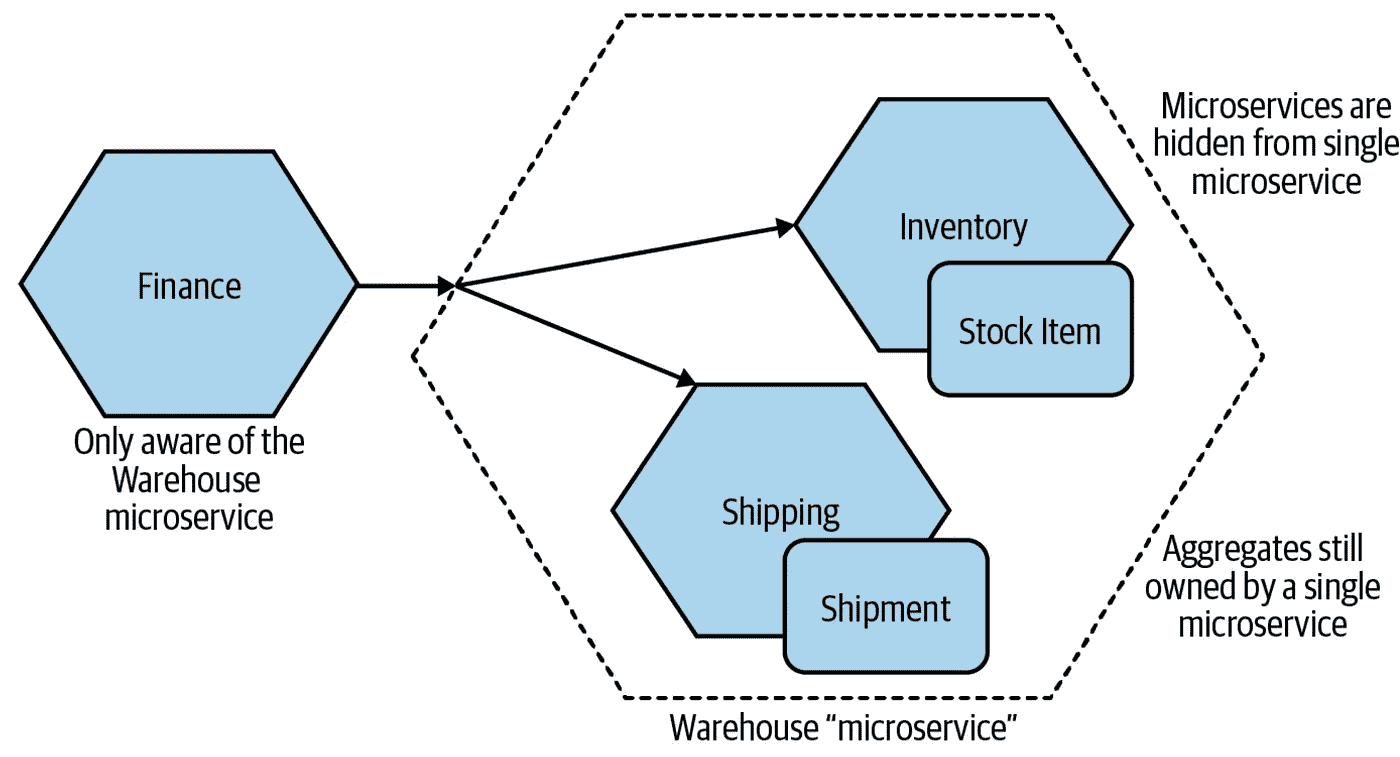 Microservices are
hidden from single
microservice
Inventory
Finance
Stock Item
Only aware of the
Warehouse
microservice
Shipping
Aggregates still
owned by a single
microservice
Shipment
Warehouse “microservice”